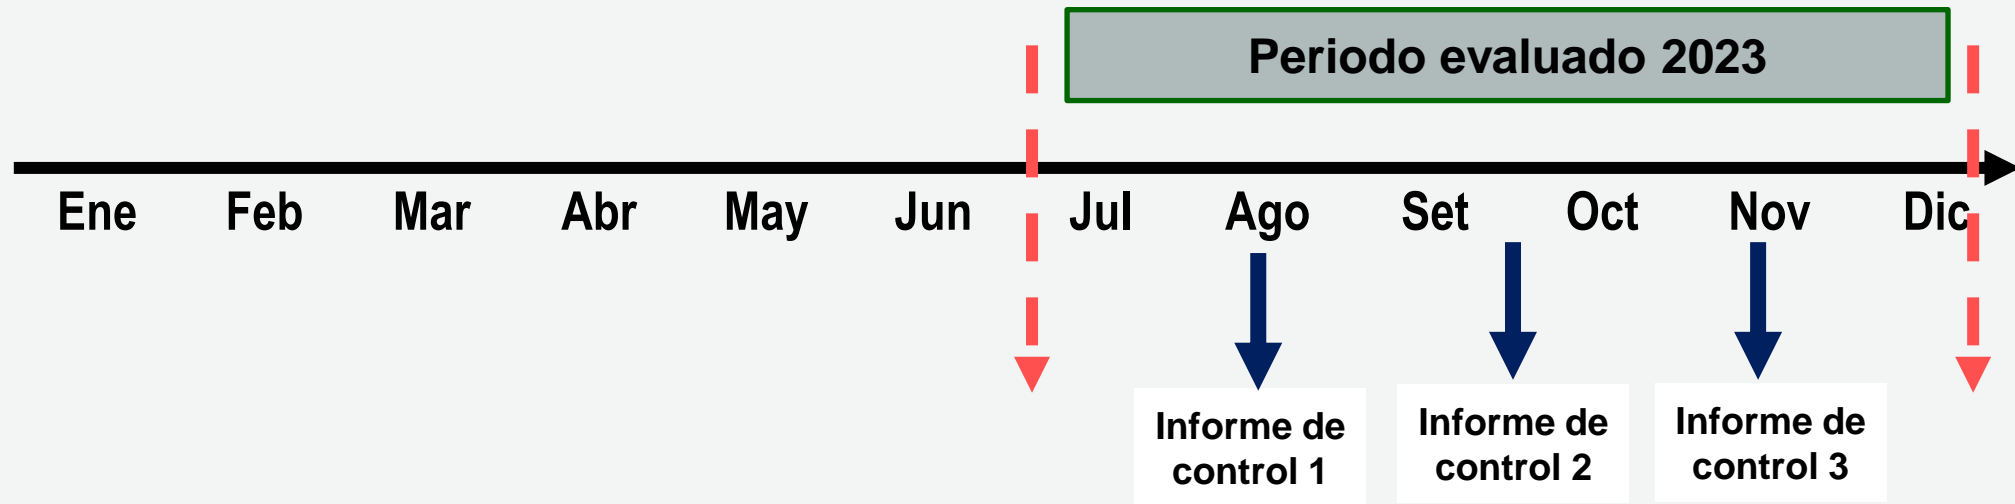 Periodo evaluado 2023
Ene Feb Mar Abr May Jun Jul Ago Set Oct Nov Dic
Informe de
control 1
Informe de
control 2
Informe de
control 3